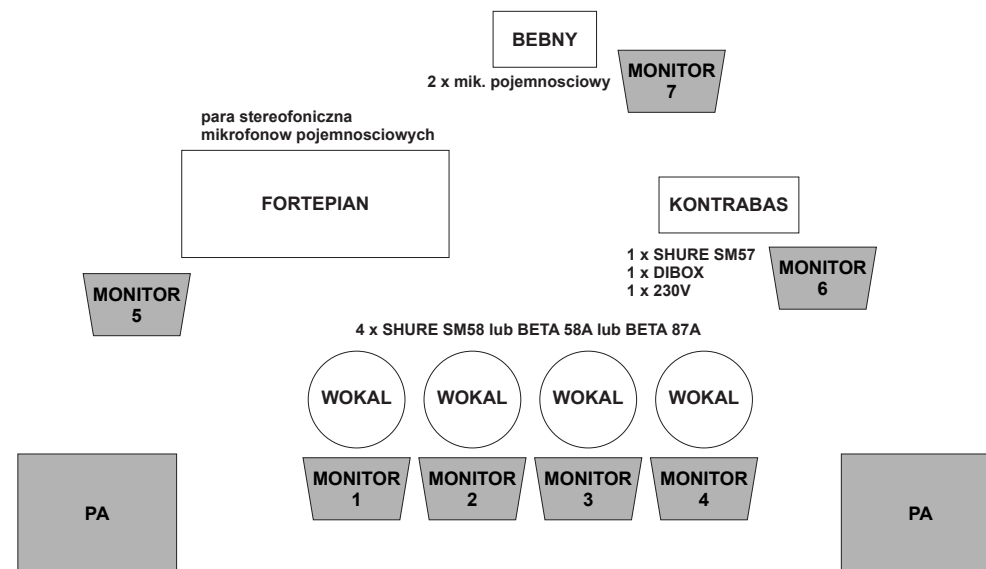 BEBNY
2 x mik. pojemnosciowy
MONITOR
7
para stereofoniczna
mikrofonow pojemnosciowych
FORTEPIAN
KONTRABAS
1 x SHURE SM57
1 x DIBOX
1 x 230V
MONITOR
6
MONITOR
5
4 x SHURE SM58 lub BETA 58A lub BETA 87A
WOKAL
WOKAL
WOKAL
WOKAL
MONITOR
1
MONITOR
2
MONITOR
3
MONITOR
4
PA
PA